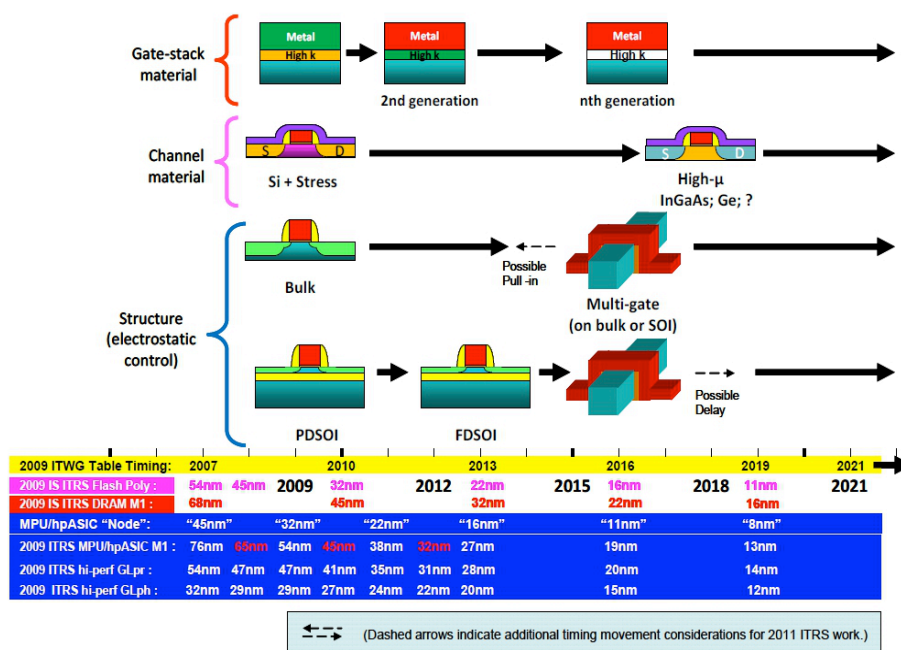 Gate-stack
material
Metal
High k
Metal
High k
2nd generation
Metal
High k
nth generation
Channel
material
S D
Si + Stress
S D
High-μ
InGaAs; Ge; ?
Structure
(electrostatic
control)
Bulk
Possible
Pull -in
Multi-gate
(on bulk or SOI)
PDSOI
FDSOI
Possible
Delay
2009 ITWG Table Timing: 2007 2010 2013 2016 2019 2021
2009 IS ITRS Flash Poly : 54nm 45nm 2009 32nm 2012 22nm 2015 16nm 2018 11nm 2021
2009 IS ITRS DRAM M1 : 68nm 45nm 32nm 22nm 16nm
MPU/hpASIC “Node”: “45nm” “32nm” “22nm” “16nm” “11nm” “8nm”
2009 ITRS MPU/hpASIC M1 : 76nm 65nm 54nm 45nm 38nm 32nm 27nm 19nm 13nm
2009 ITRS hi-perf GLpr : 54nm 47nm 47nm 41nm 35nm 31nm 28nm 20nm 14nm
2009 ITRS hi-perf GLph : 32nm 29nm 29nm 27nm 24nm 22nm 20nm 15nm 12nm
(Dashed arrows indicate additional timing movement considerations for 2011 ITRS work.)